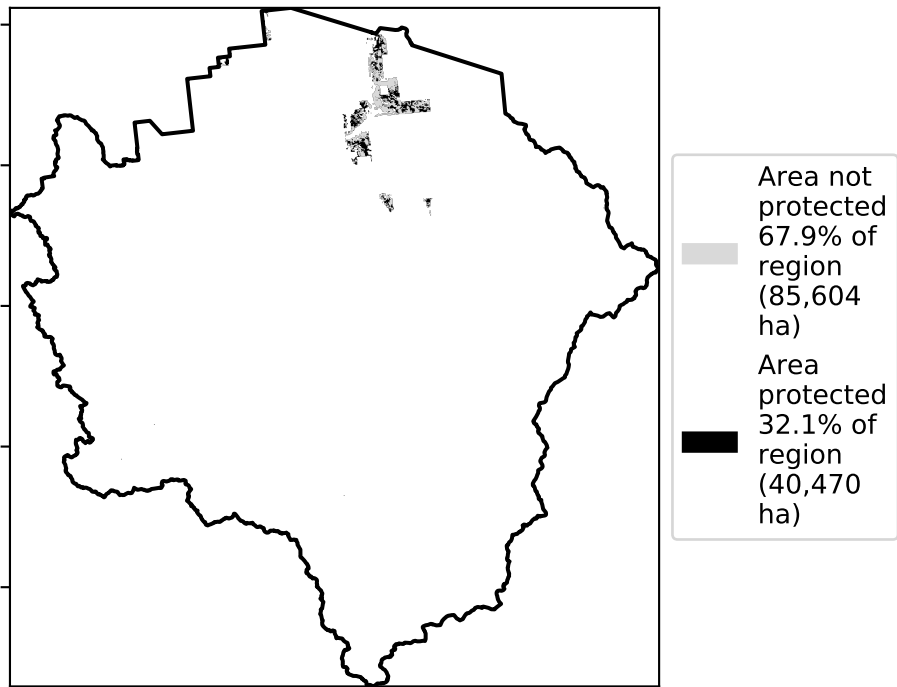 Area not
protected
67.9% of
region
(85,604
ha)
Area
protected
32.1% of
region
(40,470
ha)